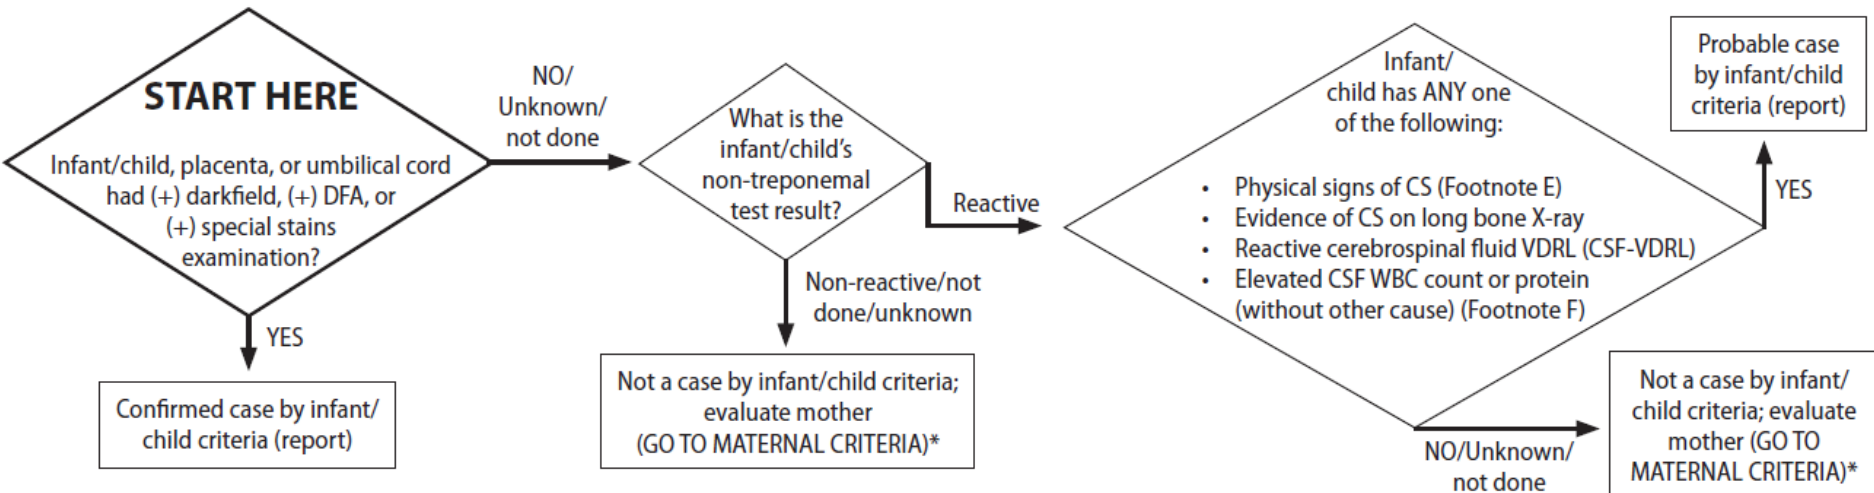 START HERE
Infant/child, placenta, or umbilical cord
had (+) darkfield, (+) DFA, or
(+) special stains
examination?
YES
Confirmed case by infant/
child criteria (report)
NO/
Unknown/
not done
What is the
infant/child's
non-treponemal
test result?
Non-reactive/not
done/unknown
Not a case by infant/child criteria;
evaluate mother
(GO TO MATERNAL CRITERIA)*
Reactive
Infant/
child has ANY one
of the following:
• Physical signs of CS (Footnote E)
• Evidence of CS on long bone X-ray
• Reactive cerebrospinal fluid VDRL (CSF-VDRL)
• Elevated CSF WBC count or protein
(without other cause) (Footnote F)
YES
Probable case
by infant/child
criteria (report)
NO/Unknown/
not done
Not a case by infant/
child criteria; evaluate
mother (GO TO
MATERNAL CRITERIA)*